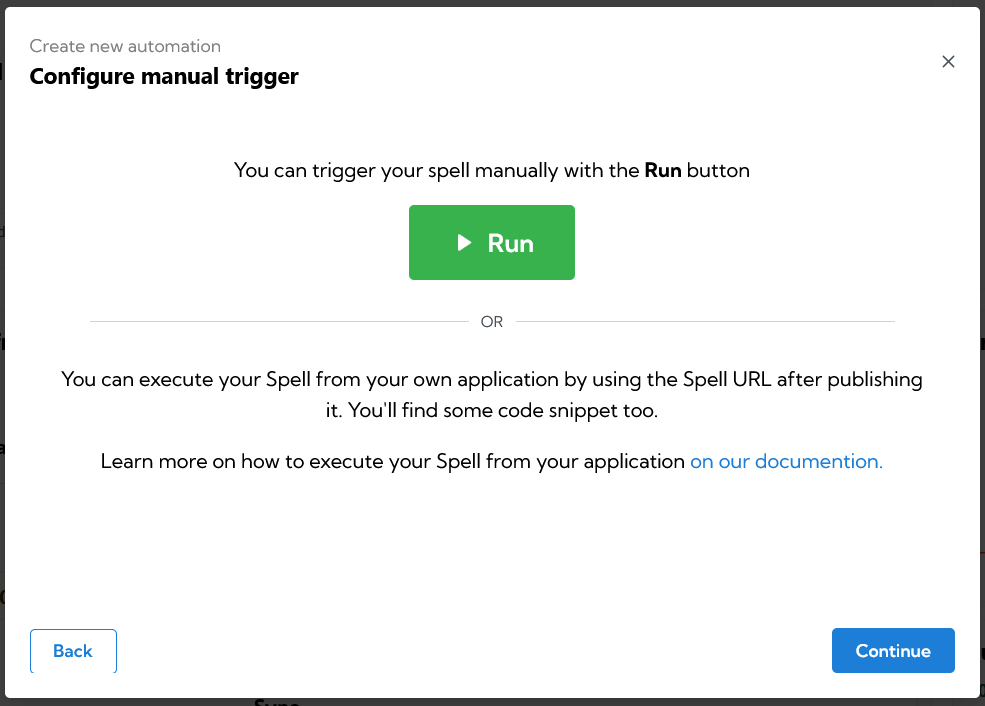 Create new automation
Configure manual trigger
You can trigger your spell manually with the Run button
Run
OR
You can execute your Spell from your own application by using the Spell URL after publishing
it. You'll find some code snippet too.
Learn more on how to execute your Spell from your application on our documention.
Back
Continue